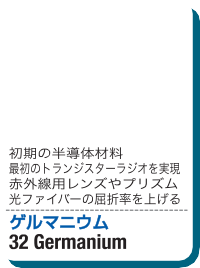 初期の半導体材料
最初のトランジスターラジオを実現
赤外線用レンズやプリズム
光ファイバーの屈折率を上げる
ゲルマニウム
32 Germanium